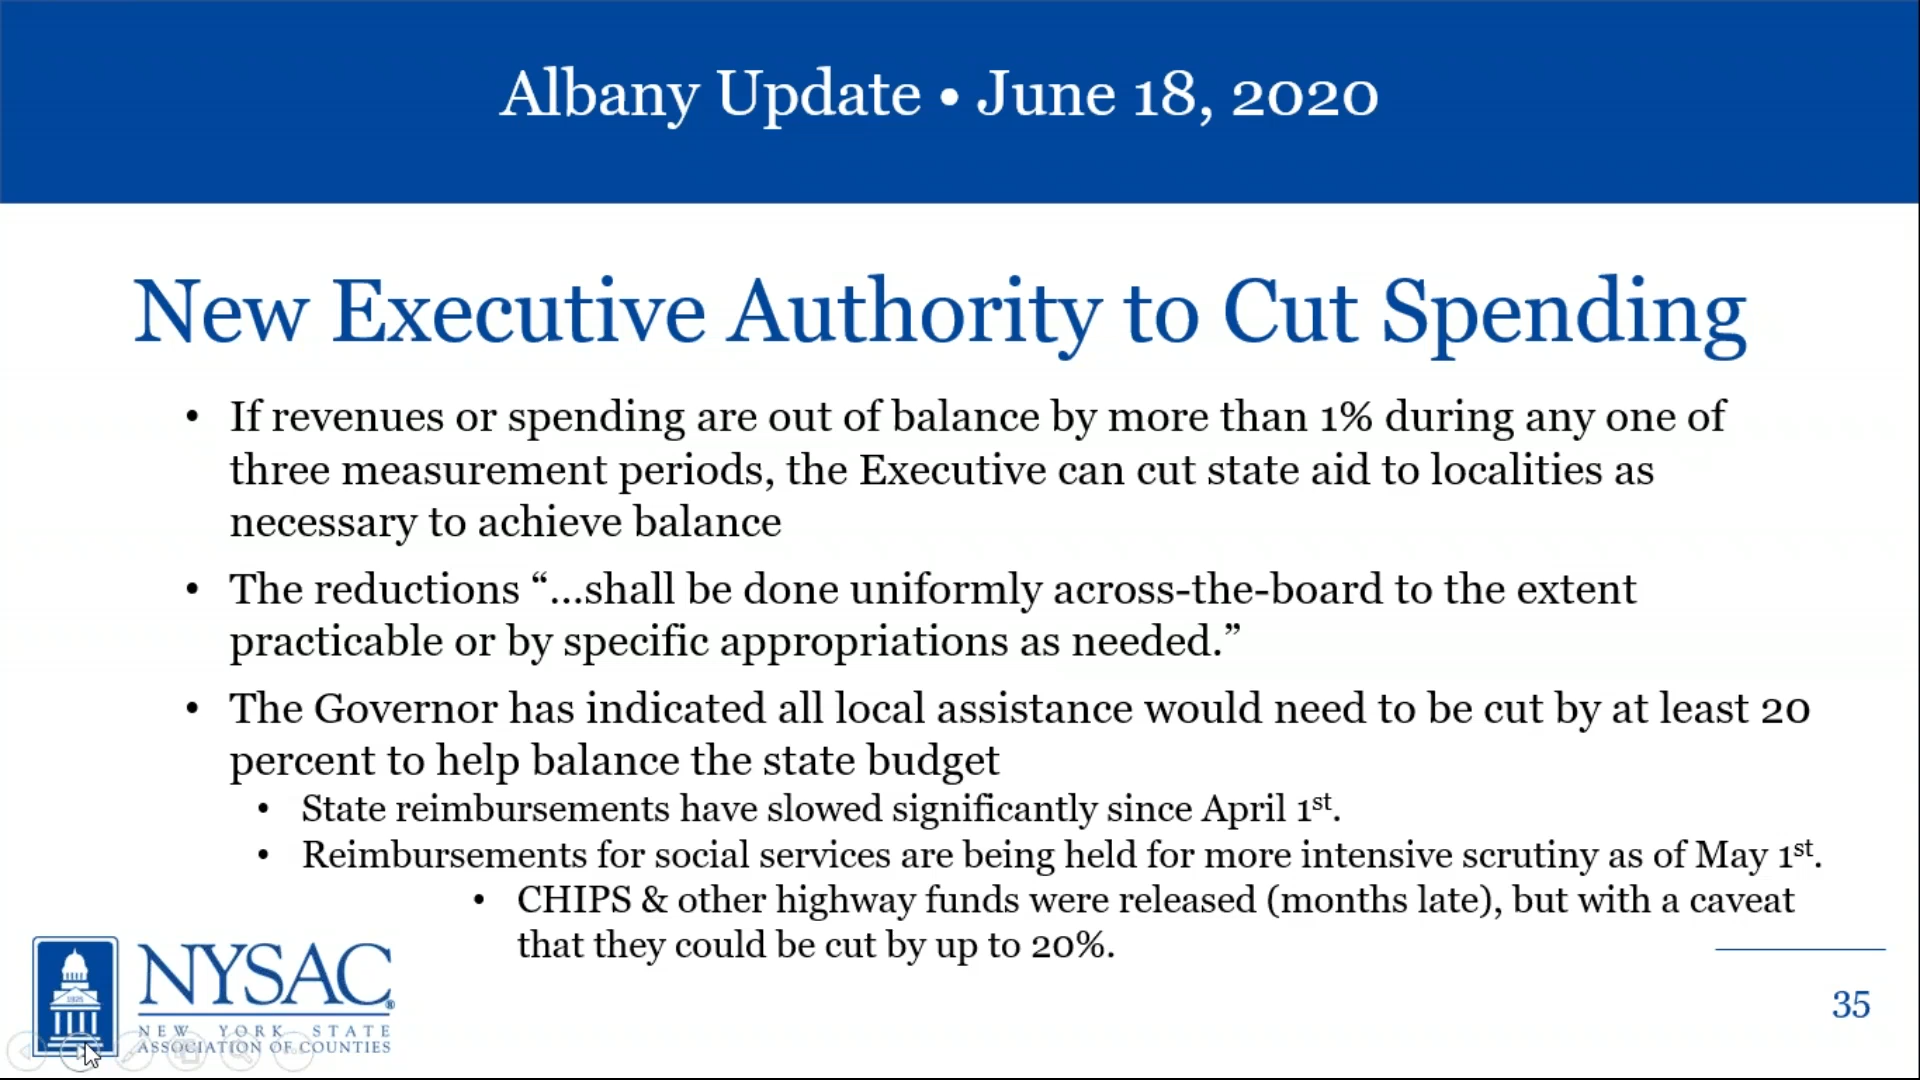 Albany Update • June 18, 2020
New Executive Authority to Cut Spending
• If revenues or spending are out of balance by more than 1% during any one of
three measurement periods, the Executive can cut state aid to localities as
necessary to achieve balance
• The reductions “…shall be done uniformly across-the-board to the extent
practicable or by specific appropriations as needed.”
• The Governor has indicated all local assistance would need to be cut by at least 20
percent to help balance the state budget
• State reimbursements have slowed significantly since April 1st.
• Reimbursements for social services are being held for more intensive scrutiny as of May 1st.
• CHIPS & other highway funds were released (months late), but with a caveat
that they could be cut by up to 20%.
1925
NYSAC®
NEW YORK STATE
ASSOCIATION OF COUNTIES
35